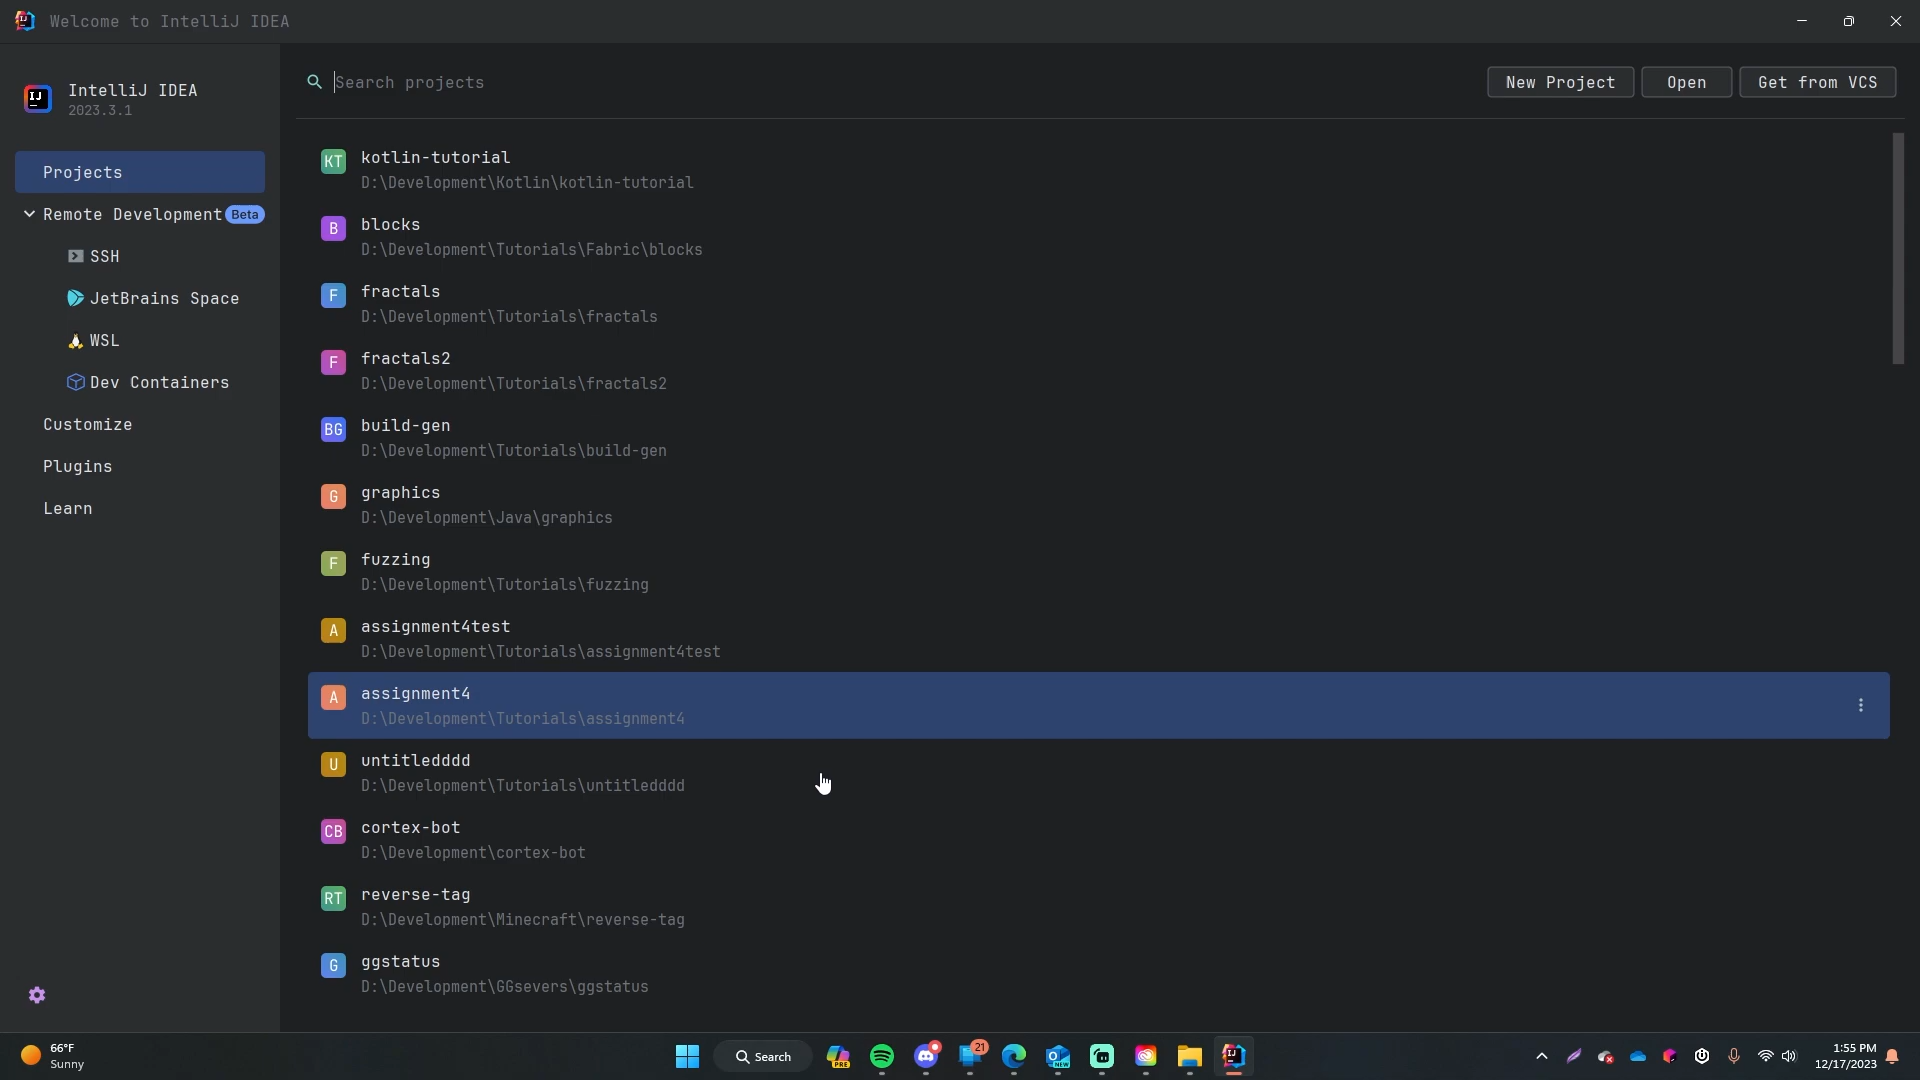 Welcome to IntelliJ IDEA
IntelliJ IDEA
2023.3.1
Projects
Remote Development Beta
SSH
JetBrains Space
WSL
Dev Containers
Customize
Plugins
Learn
Search projects
New Project
Open
Get from VCS
KT kotlin-tutorial
D:\Development\Kotlin\kotlin-tutorial
B blocks
D:\Development\Tutorials\Fabric\blocks
F fractals
D:\Development\Tutorials\fractals
F fractals2
D:\Development\Tutorials\fractals2
BG build-gen
D:\Development\Tutorials\build-gen
G graphics
D:\Development\Java\graphics
F fuzzing
D:\Development\Tutorials\fuzzing
A assignment4test
D:\Development\Tutorials\assignment4test
A assignment4
D:\Development\Tutorials\assignment4
U untitledddd
D:\Development\Tutorials\untitledddd
CB cortex-bot
D:\Development\cortex-bot
RT reverse-tag
D:\Development\Minecraft\reverse-tag
G ggstatus
D:\Development\GGsevers\ggstatus
66°F
Sunny
Search
PRE
21
NEW
1:55 PM
12/17/2023